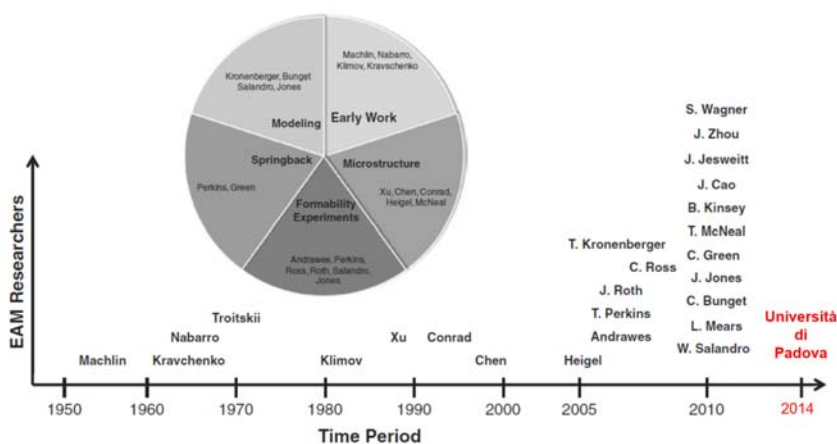 Machlin, Nabarro,
Klimov, Kravschenko
Early Work
Kronenberger, Bunget
Salandro, Jones
Modeling
Springback
Perkins, Green
Microstructure
Xu, Chen, Conrad,
Heigel, McNeal
Formability
Experiments
Andrawes, Perkins,
Ross, Roth, Salandro,
Jones
EAM Researchers
S. Wagner
J. Zhou
J. Jesweitt
J. Cao
B. Kinsey
T. McNeal
T. Kronenberger
C. Green
C. Ross
J. Jones
J. Roth
C. Bunget
Troitskii
T. Perkins
L. Mears
Università
di
Padova
Nabarro
Xu
Conrad
Andrawes
W. Salandro
Machlin
Kravchenko
Klimov
Chen
Heigel
1950 1960 1970 1980 1990 2000 2005 2010 2014
Time Period